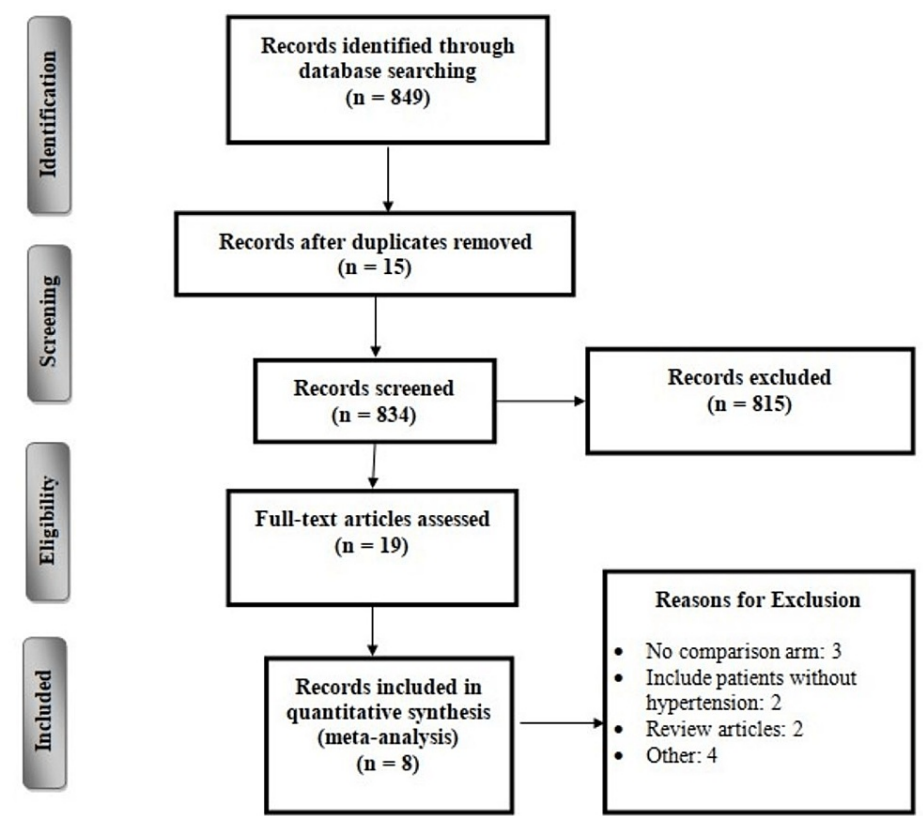 Identification
Records identified through
database searching
(n = 849)
Records after duplicates removed
(n = 15)
Screening
Records screened
(n = 834)
Records excluded
(n = 815)
Eligibility
Full-text articles assessed
(n = 19)
Included
Records included in
quantitative synthesis
(meta-analysis)
(n = 8)
Reasons for Exclusion
• No comparison arm: 3
• Include patients without
hypertension: 2
• Review articles: 2
• Other: 4